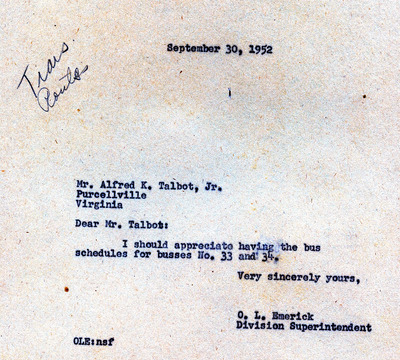 September 30, 1952
Trans.
Routes
Mr. Alfred K. Talbot, Jr.
Purcellville
Virginia
Dear Mr. Talbot:
I should appreciate having the bus
schedules for busses No. 33 and 34.
Very sincerely yours,
O. L. Emerick
Division Superintendent
OLE:nsf